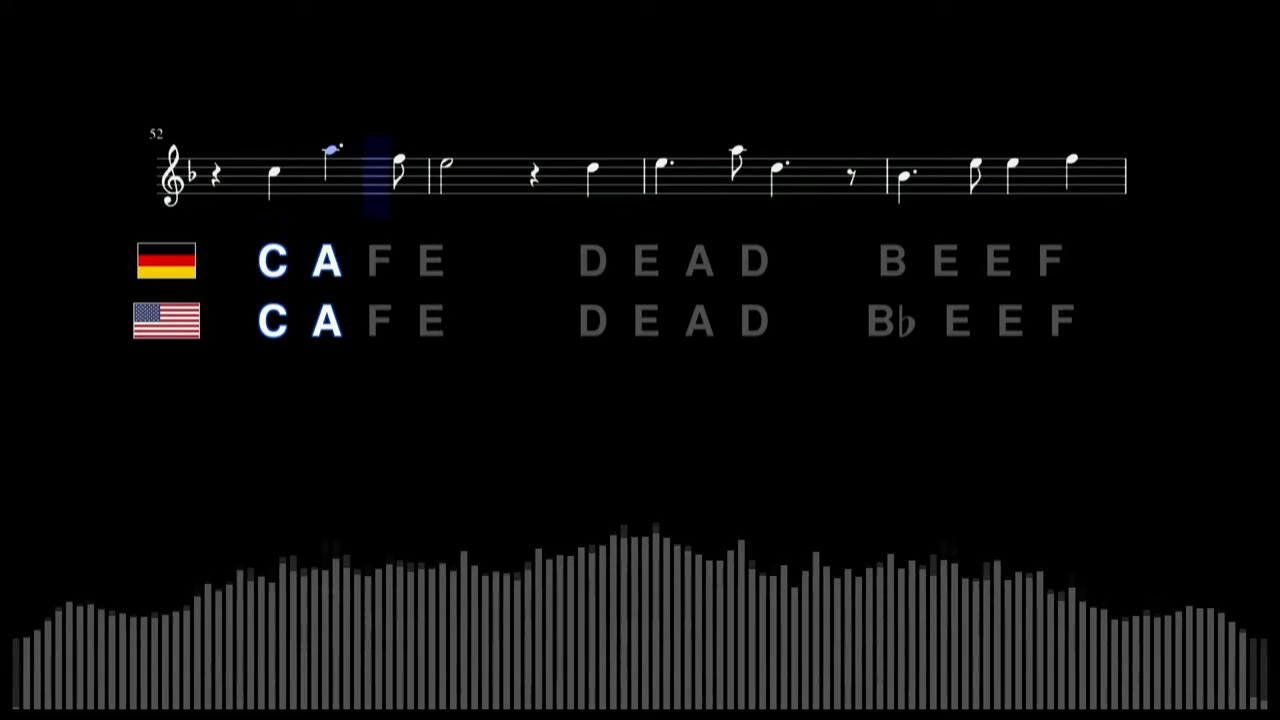 52
C A F E D E A D B E E F
C A F E D E A D B♭ E E F